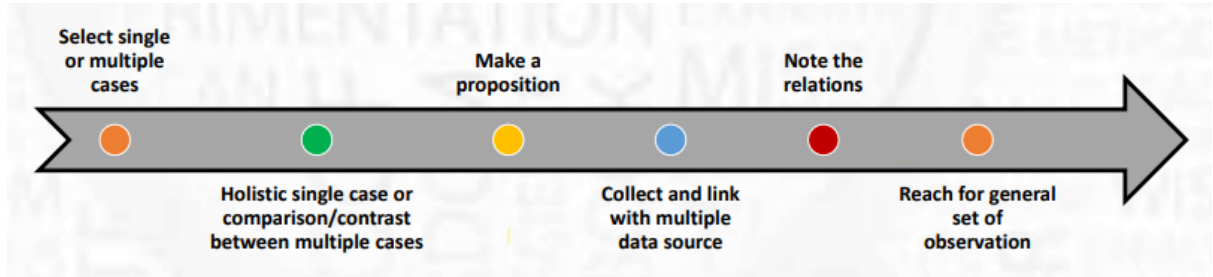 Select single
or multiple
cases
Holistic single case or
comparison/contrast
between multiple cases
Make a
proposition
Collect and link
with multiple
data source
Note the
relations
Reach for general
set of
observation